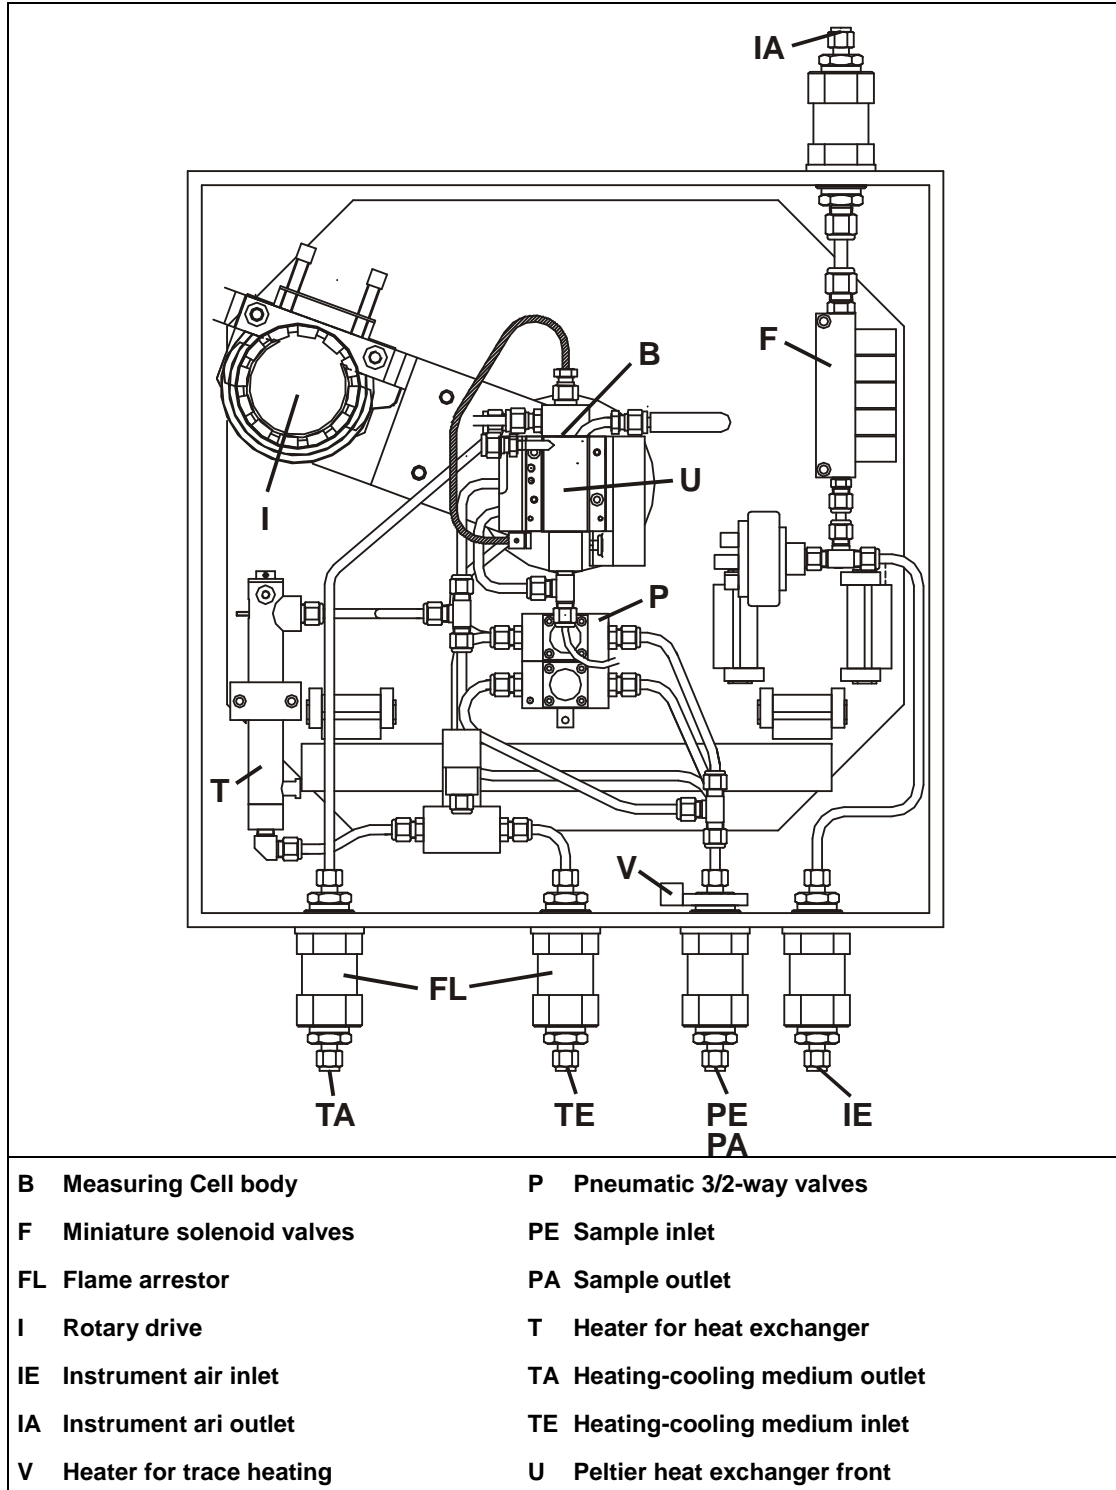 IA
B
F
U
I
P
T
V
FL
TA
TE
PE
PA
IE
B Measuring Cell body
P Pneumatic 3/2-way valves
F Miniature solenoid valves
PE Sample inlet
FL Flame arrestor
PA Sample outlet
I Rotary drive
T Heater for heat exchanger
IE Instrument air inlet
TA Heating-cooling medium outlet
IA Instrument ari outlet
TE Heating-cooling medium inlet
V Heater for trace heating
U Peltier heat exchanger front